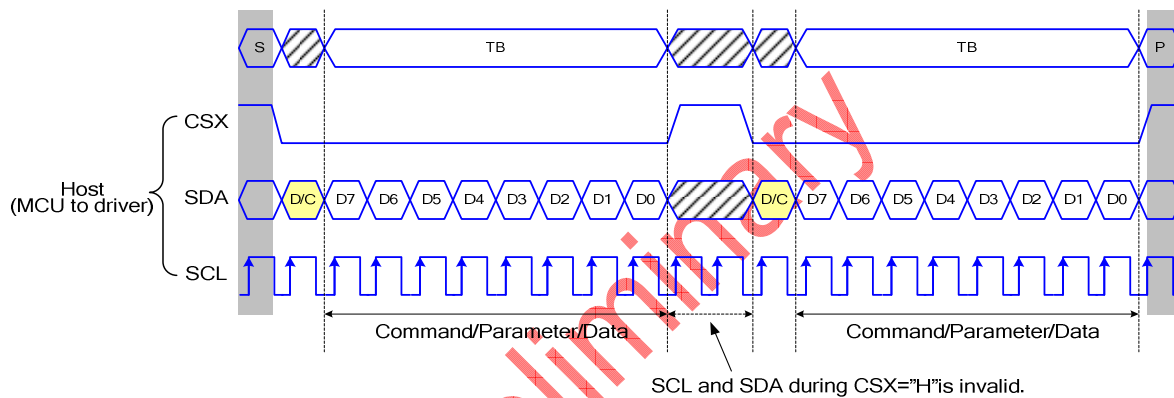 S TB TB P
CSX
Host
(MCU to driver)
SDA D/C D7 D6 D5 D4 D3 D2 D1 D0 D/C D7 D6 D5 D4 D3 D2 D1 D0
SCL
Command/Parameter/Data Command/Parameter/Data
SCL and SDA during CSX="H"is invalid.
eliminary